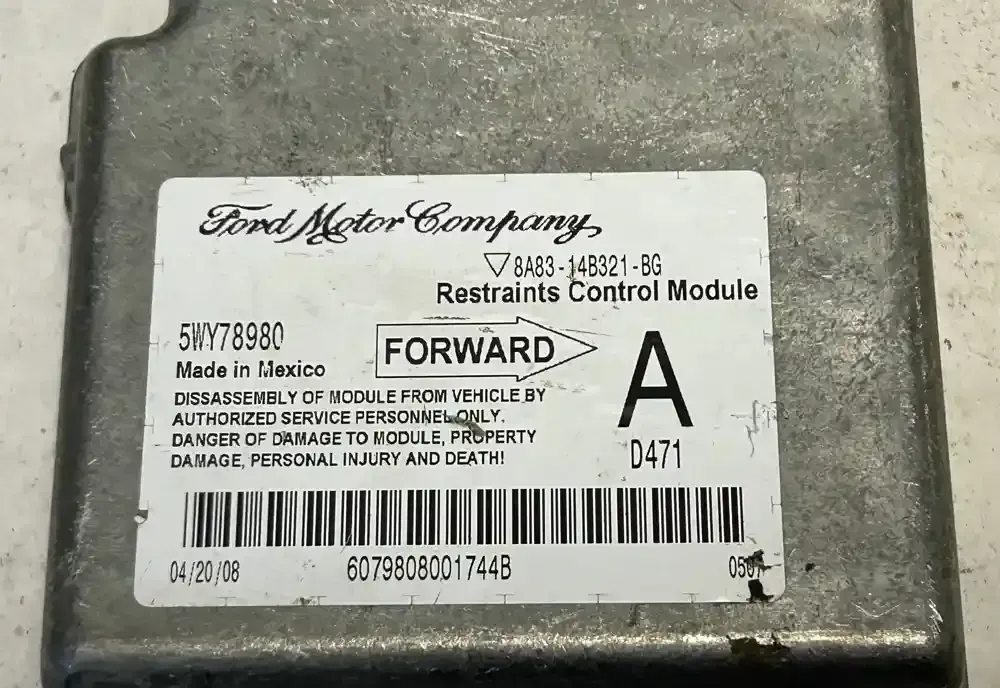 Ford Motor Company
8A83-14B321-BG
Restraints Control Module
5WY78980
Made in Mexico
FORWARD
A
D471
DISSASSEMBLY OF MODULE FROM VEHICLE BY
AUTHORIZED SERVICE PERSONNEL ONLY.
DANGER OF DAMAGE TO MODULE, PROPERTY
DAMAGE, PERSONAL INJURY AND DEATH!
04/20/08
6079808001744B